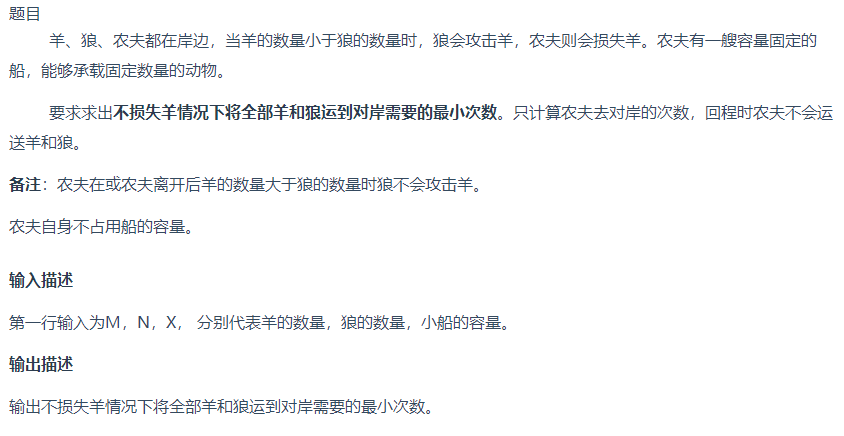 题目
羊、狼、农夫都在岸边，当羊的数量小于狼的数量时，狼会攻击羊，农夫则会损失羊。农夫有一艘容量固定的
船，能够承载固定数量的动物。
要求求出不损失羊情况下将全部羊和狼运到对岸需要的最小次数。只计算农夫去对岸的次数，回程时农夫不会运
送羊和狼。
备注：农夫在或农夫离开后羊的数量大于狼的数量时狼不会攻击羊。
农夫自身不占用船的容量。
输入描述
第一行输入为M，N，X， 分别代表羊的数量，狼的数量，小船的容量。
输出描述
输出不损失羊情况下将全部羊和狼运到对岸需要的最小次数。